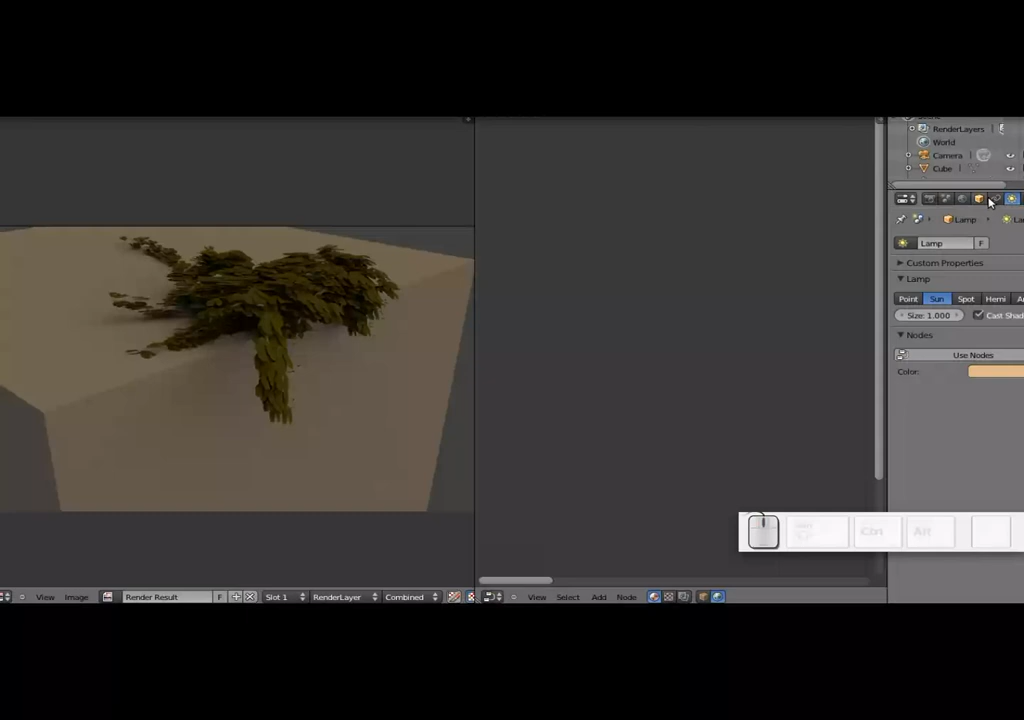 RenderLayers
World
Camera
Cube
Lamp
Lamp F
Custom Properties
Lamp
Point Sun Spot Hemi
Size: 1.000 Cast Shad
Nodes
Use Nodes
Color:
Ctrl Alt
View Image Render Result F Slot 1 RenderLayer Combined View Select Add Node